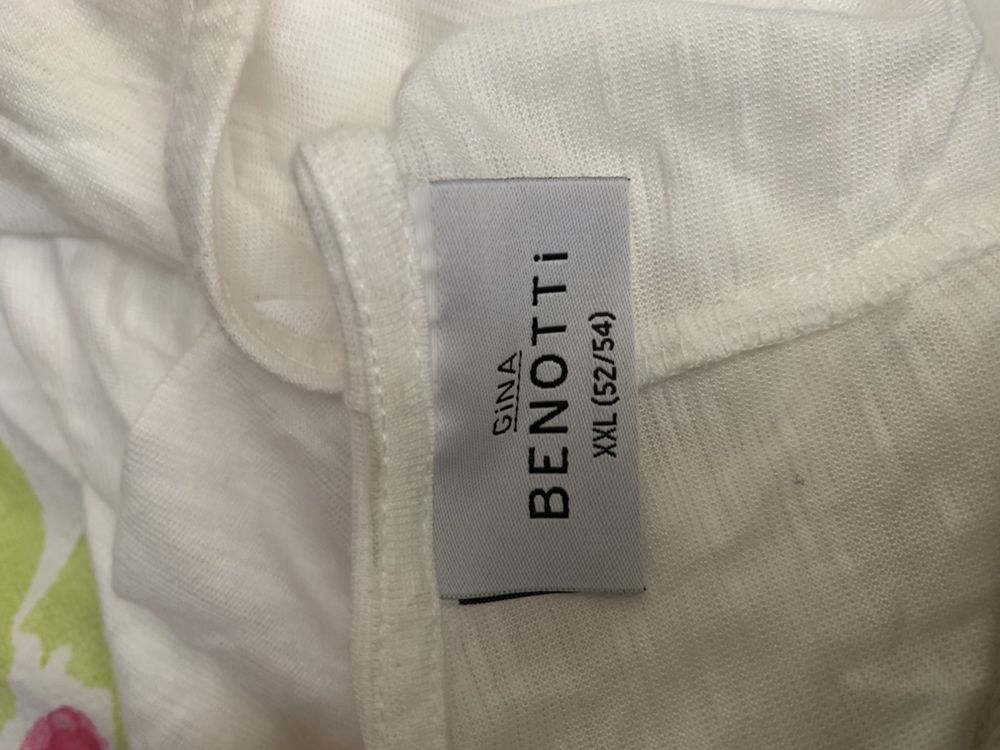 GiNA
BENOTTi
XXL (52/54)